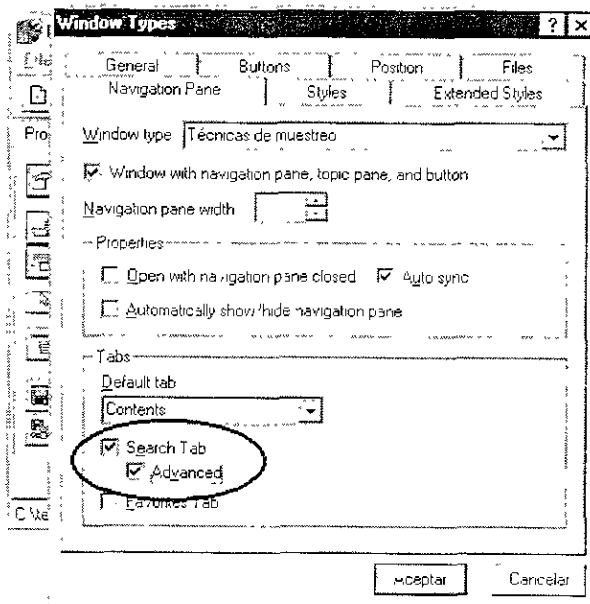 Window Types ? ×
General Buttons Position Files
Navigation Pane Styles Extended Styles
Pro
Window type Técnicas de muestreo
Window with navigation pane, topic pane, and button
Navigation pane width
Properties
Open with navigation pane closed Auto sync
Automatically show/hide navigation pane
Tabs
Default tab
Contents
Search Tab
Advanced
Favorites Tab
Aceptar Cancelar